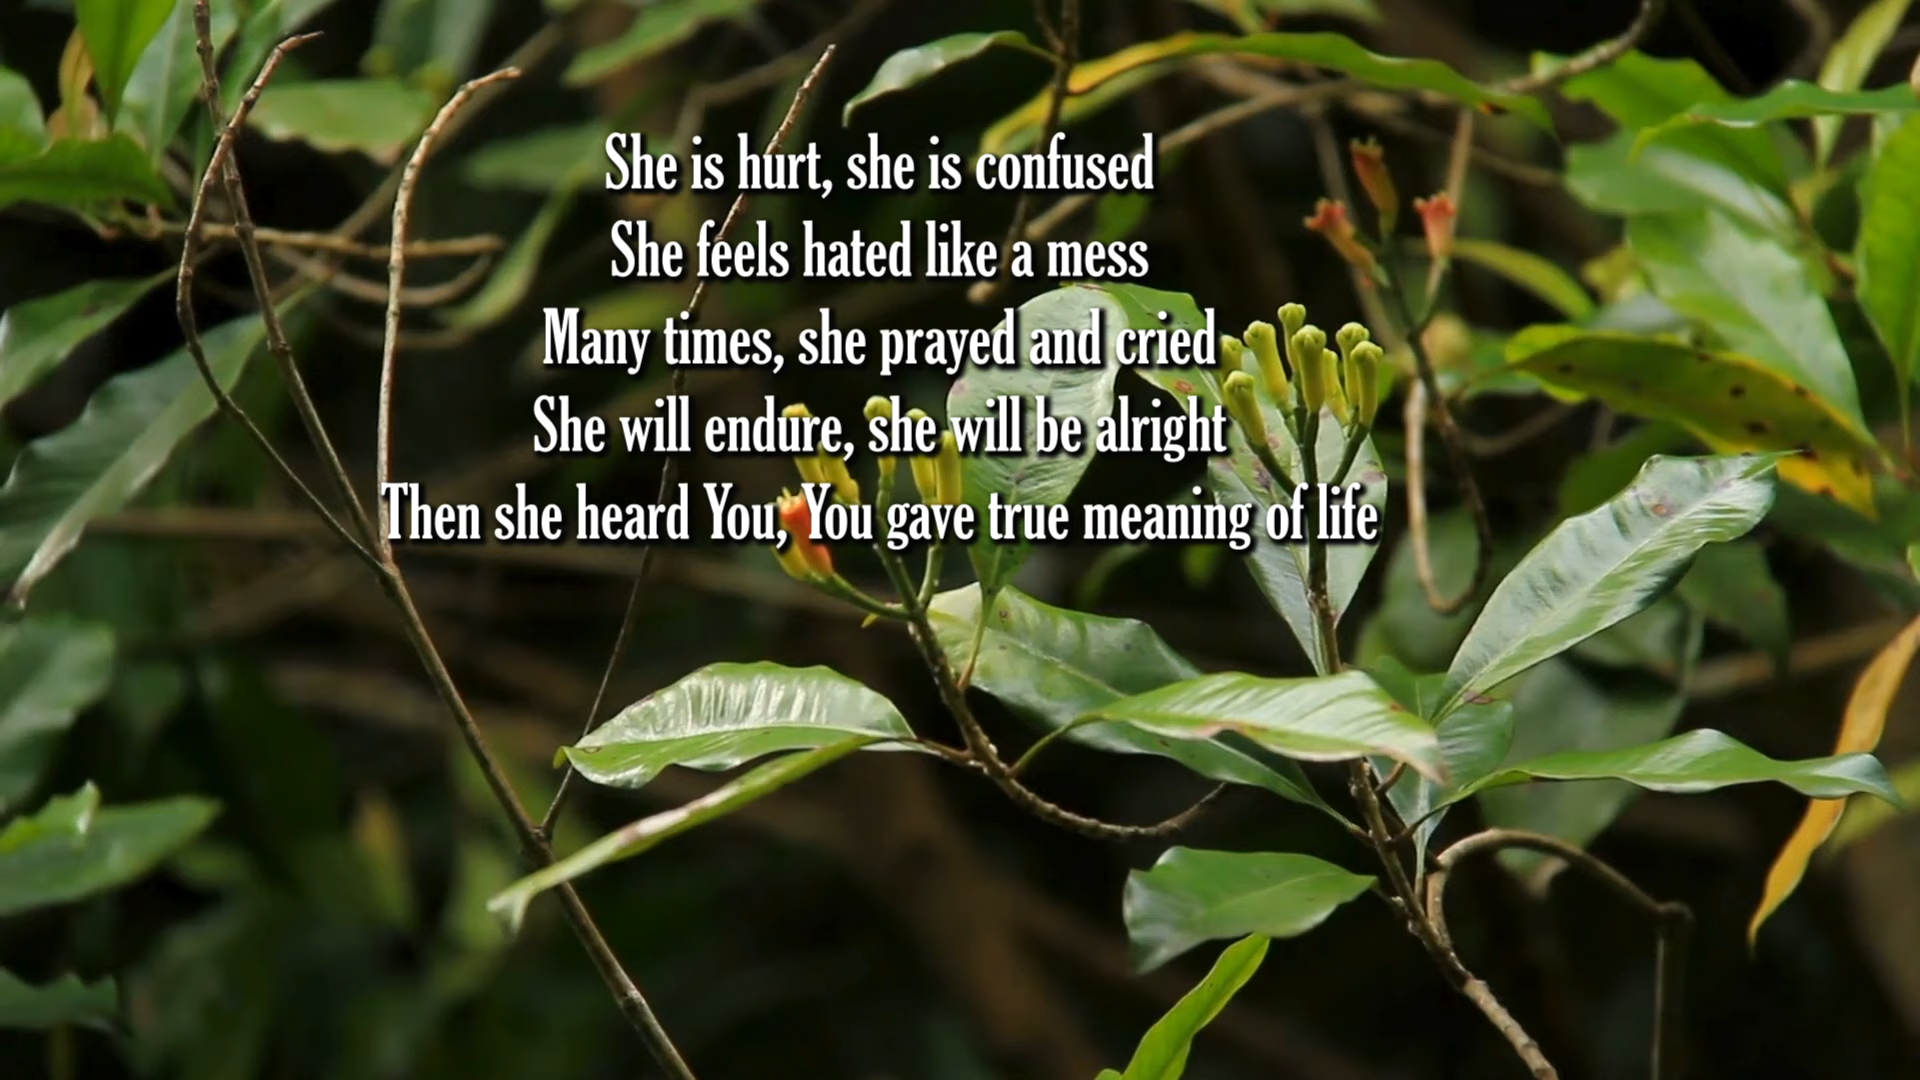 She is hurt, she is confused
She feels hated like a mess
Many times, she prayed and cried
She will endure, she will be alright
Then she heard You, You gave true meaning of life